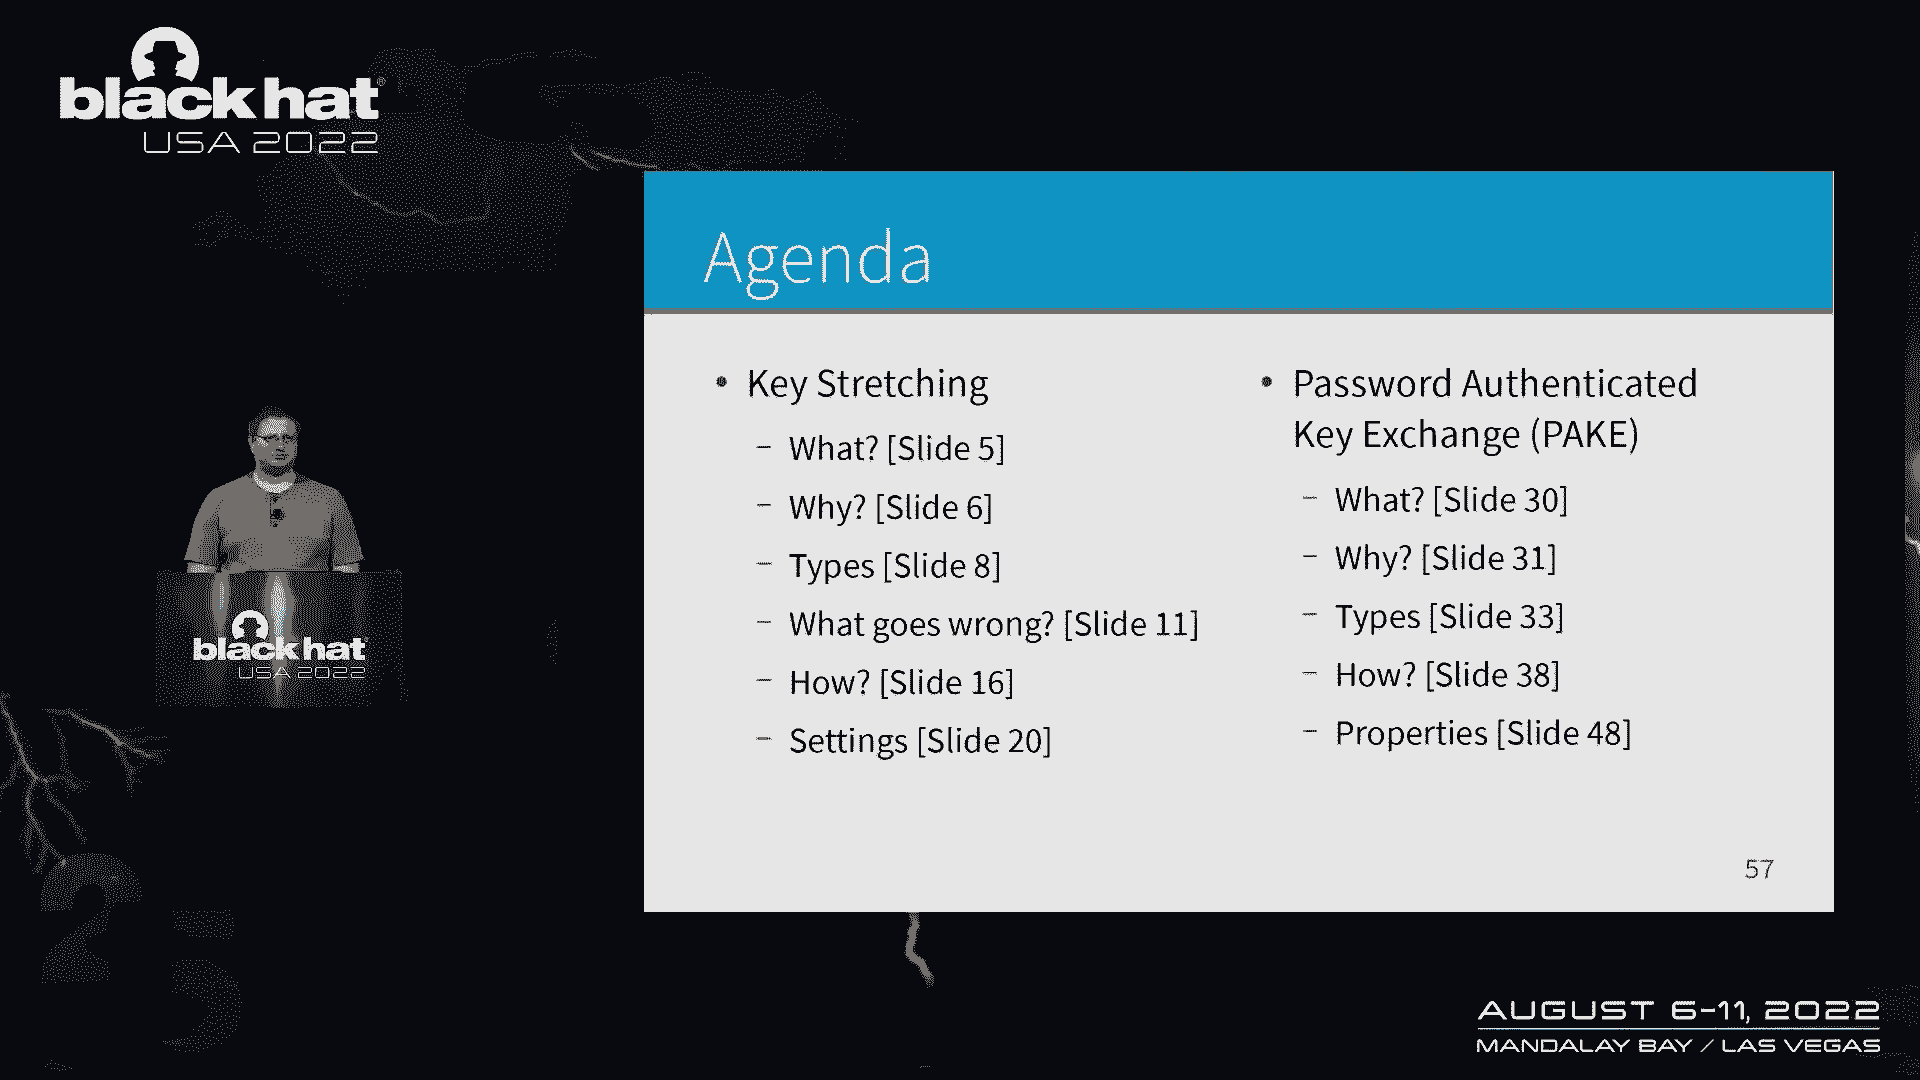 black hat®
USA 2022
Agenda
• Key Stretching
– What? [Slide 5]
– Why? [Slide 6]
– Types [Slide 8]
– What goes wrong? [Slide 11]
– How? [Slide 16]
– Settings [Slide 20]
• Password Authenticated
Key Exchange (PAKE)
– What? [Slide 30]
– Why? [Slide 31]
– Types [Slide 33]
– How? [Slide 38]
– Properties [Slide 48]
57
black hat
USA 2022
25
AUGUST 6-11, 2022
MANDALAY BAY / LAS VEGAS